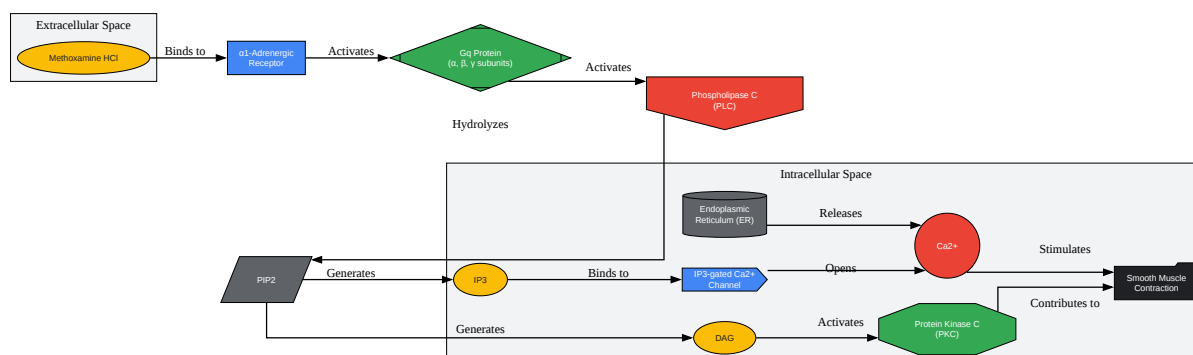 Extracellular Space
Methoxamine HCl
Binds to
α1-Adrenergic
Receptor
Activates
Gq Protein
(α, β, γ subunits)
Activates
Phospholipase C
(PLC)
Hydrolyzes
Intracellular Space
Endoplasmic
Reticulum (ER)
Releases
Ca2+
Stimulates
PIP2
Generates
IP3
Binds to
IP3-gated Ca2+
Channel
Opens
Smooth Muscle
Contraction
Contributes to
Generates
DAG
Activates
Protein Kinase C
(PKC)